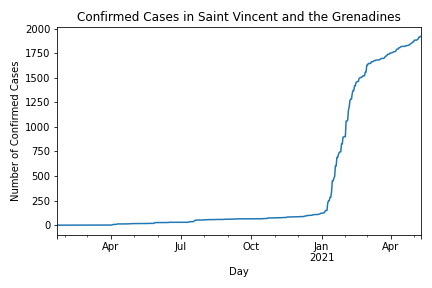 Confirmed Cases in Saint Vincent and the Grenadines
Number of Confirmed Cases
2000
1750
1500
1250
1000
750
500
250
0
Apr
Jul
Oct
Jan
2021
Apr
Day